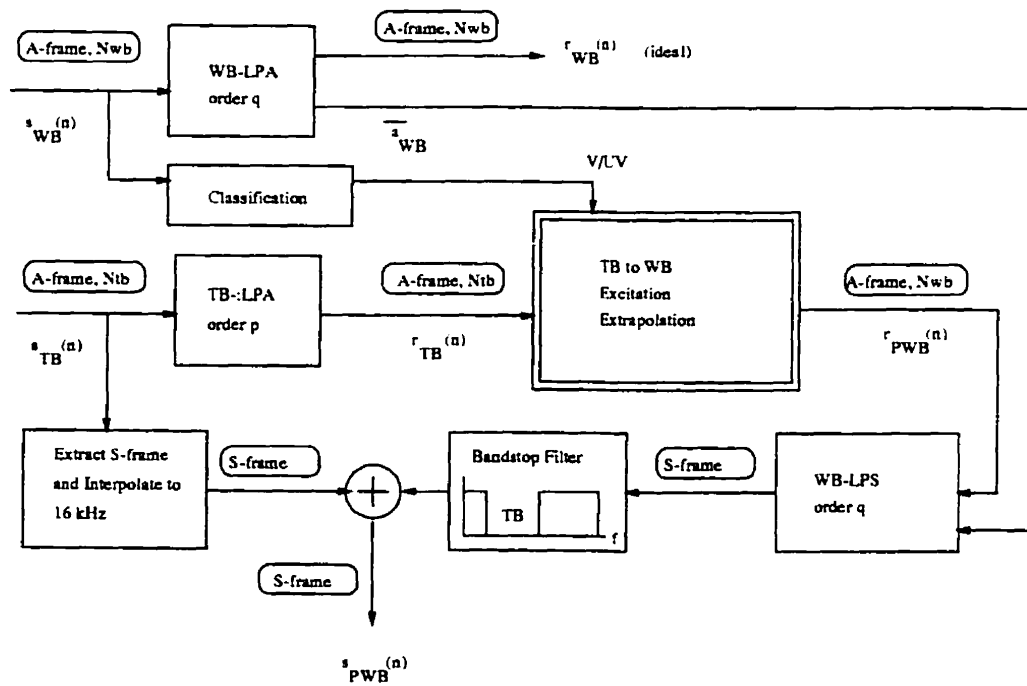 A-frame, Nwb
A-frame, Nwb
WB-LPA
order q
r WB (n) (ideal)
s WB (n)
a WB
V/UV
Classification
A-frame, Ntb
TB-:LPA
order p
A-frame, Ntb
TB to WB
Excitation
Extrapolation
A-frame, Nwb
s TB (n)
r TB (n)
r PWB (n)
Extract S-frame
and Interpolate to
16 kHz
S-frame
+
Bandstop Filter
TB
f
S-frame
WB-LPS
order q
S-frame
s PWB (n)